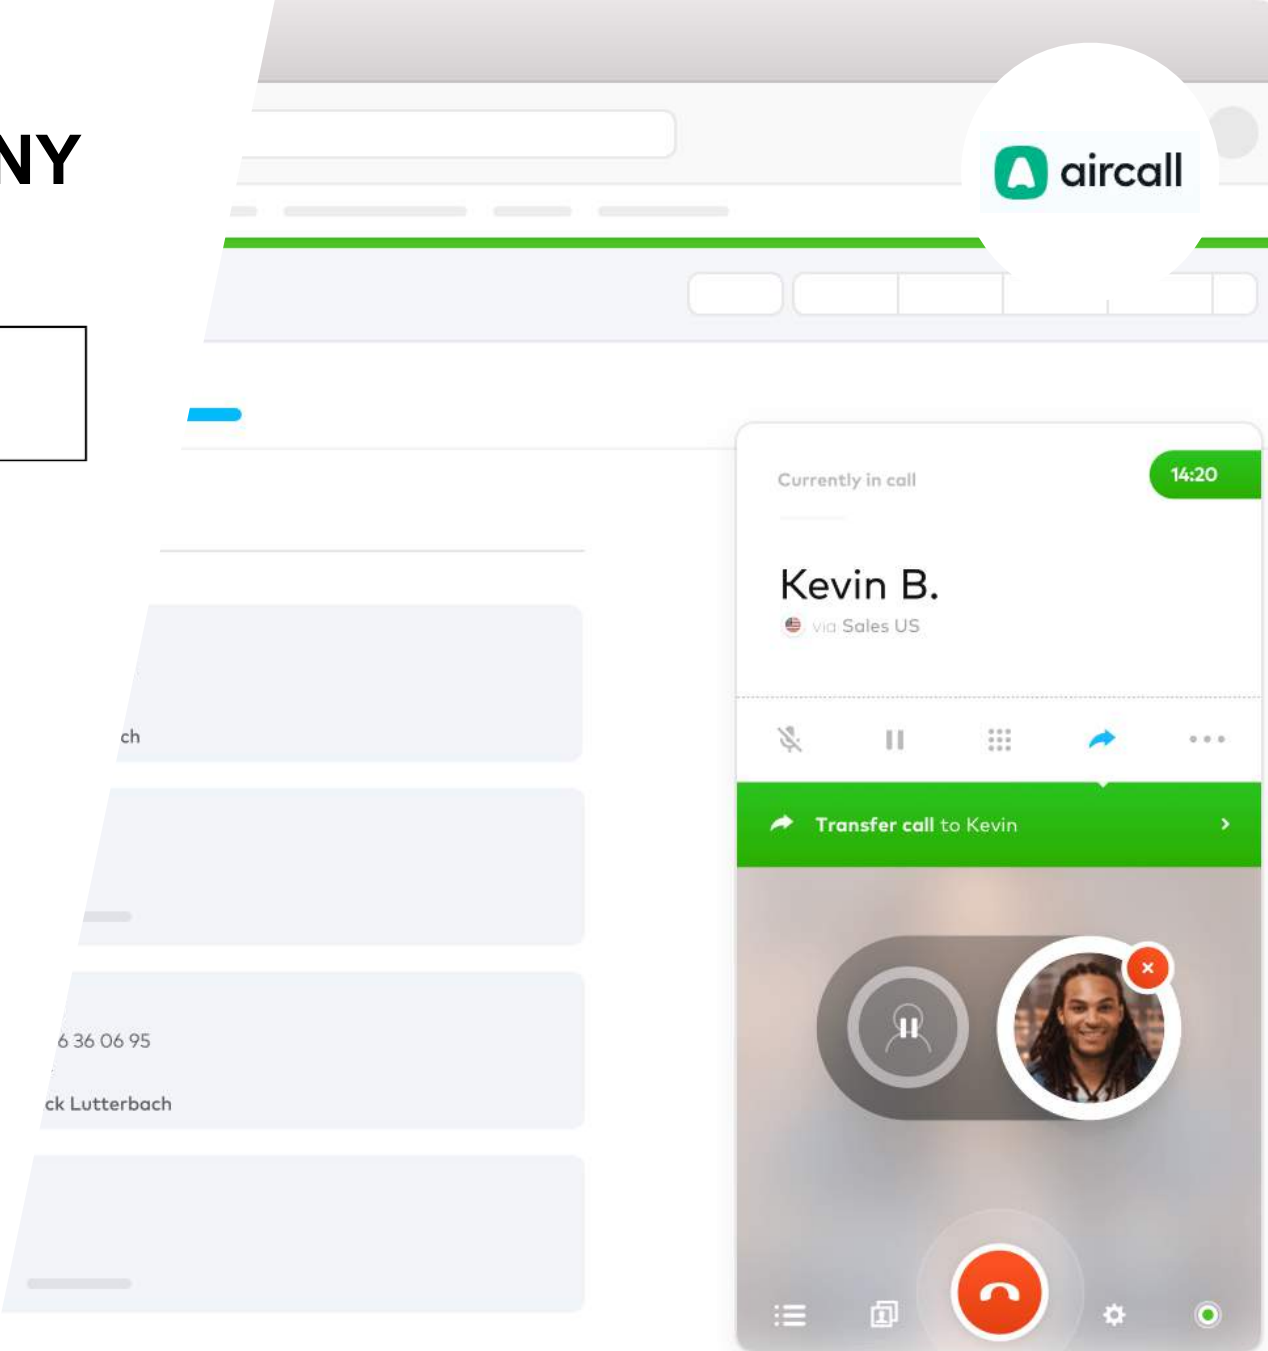 NY
aircall
Currently in call
14:20
Kevin B.
via Sales US
ch
Transfer call to Kevin
6 36 06 95
ck Lutterbach